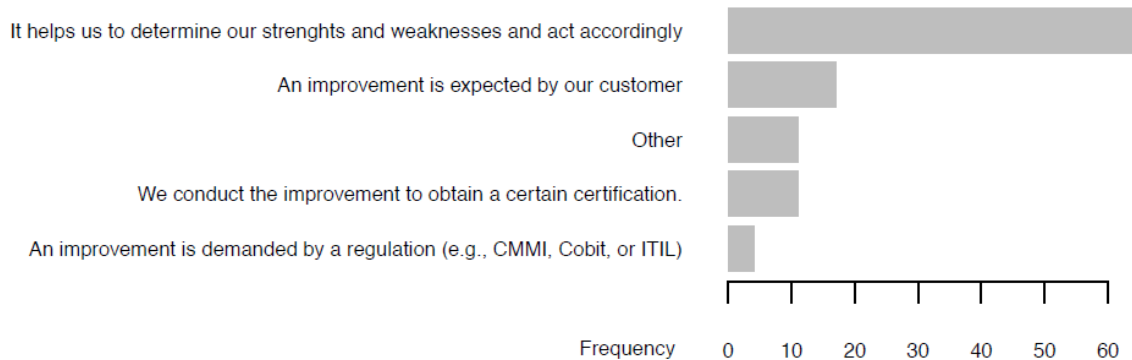 It helps us to determine our strenghts and weaknesses and act accordingly
An improvement is expected by our customer
Other
We conduct the improvement to obtain a certain certification.
An improvement is demanded by a regulation (e.g., CMMI, Cobit, or ITIL)
Frequency 0 10 20 30 40 50 60